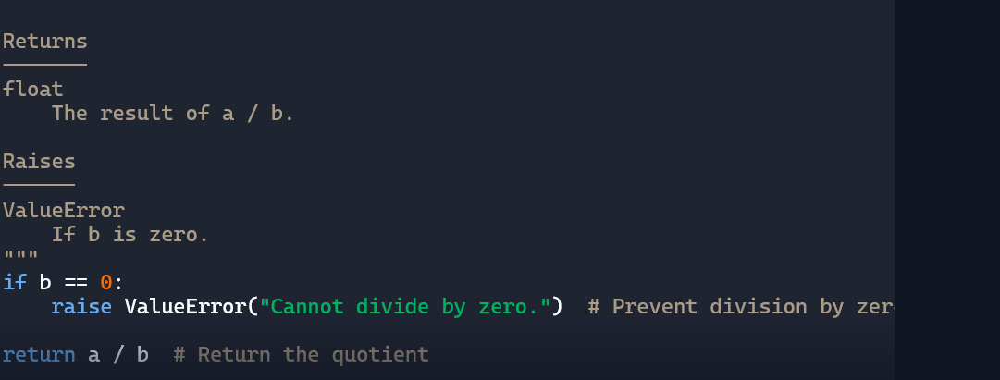 Returns
-------
float
    The result of a / b.

Raises
------
ValueError
    If b is zero.
"""
if b == 0:
    raise ValueError("Cannot divide by zero.")  # Prevent division by zer

return a / b  # Return the quotient